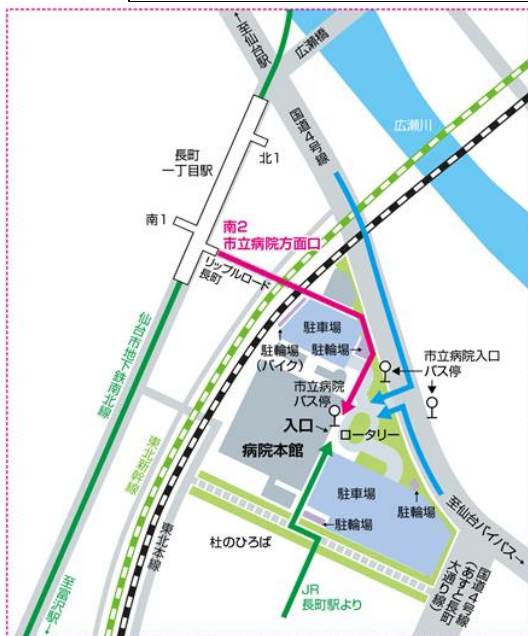 ↑至仙台駅
広瀬橋
国道4号線
広瀬川
長町
一丁目駅
北1
南1
南2
市立病院方面口
リップルロード
長町
駐車場
駐輪場
(バイク)
駐輪場
市立病院入口
バス停
市立病院
バス停
入口
ロータリー
病院本館
仙台市地下鉄南北線
東北新幹線
東北本線
駐車場
駐輪場
駐輪場
至仙台バイパス→
杜のひろば
国道4号線
(あすと長町
大通り線)
JR
長町駅より
至富沢駅↓